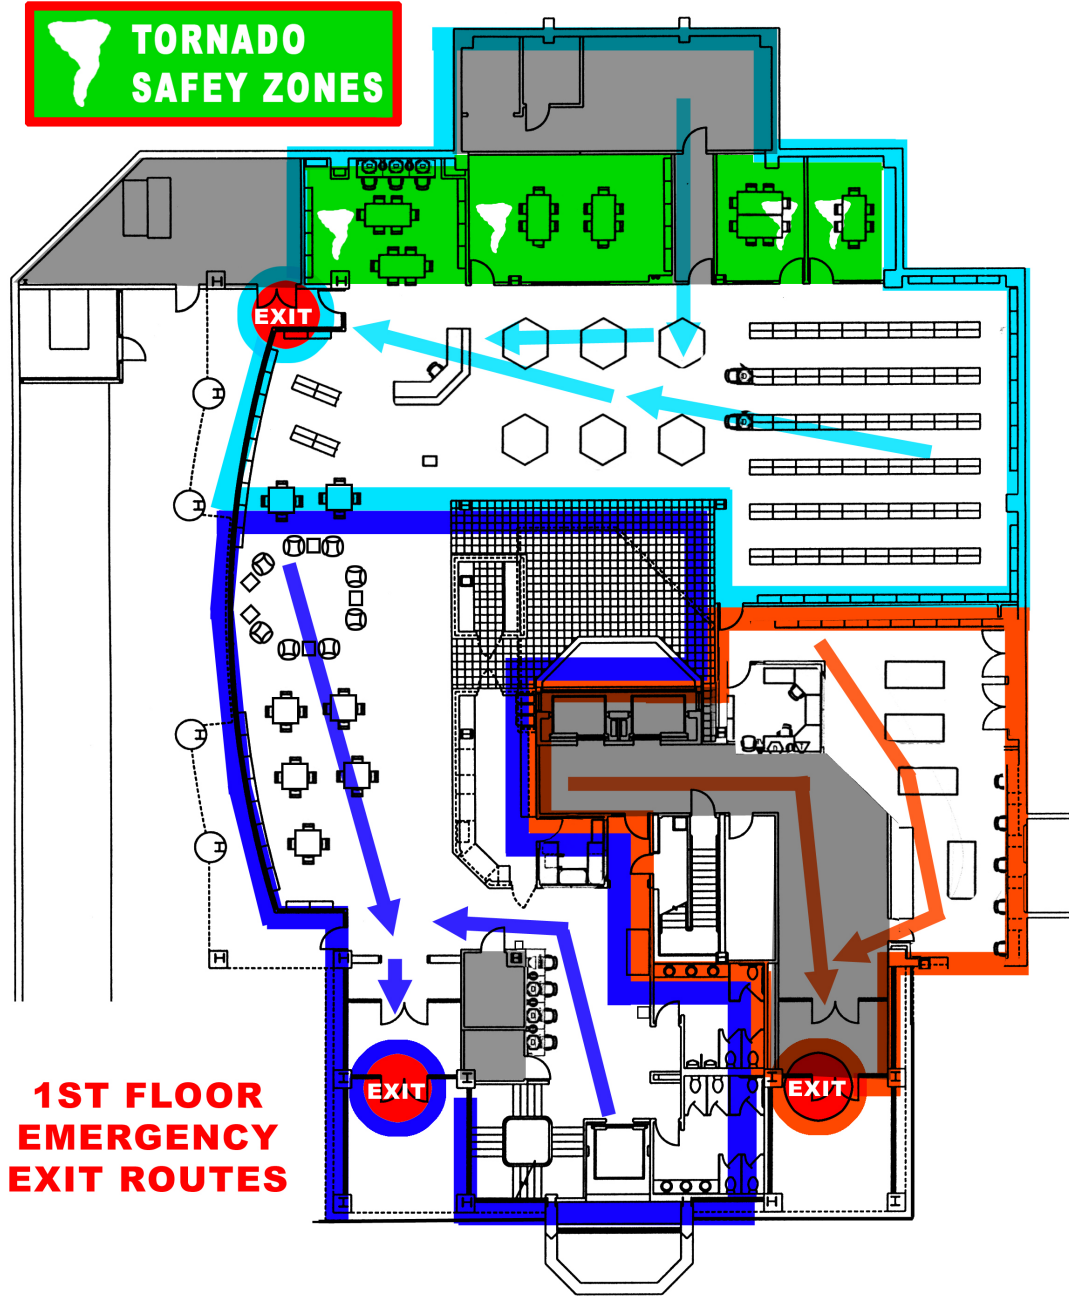 TORNADO
SAFEY ZONES
EXIT
EXIT
EXIT
1ST FLOOR
EMERGENCY
EXIT ROUTES